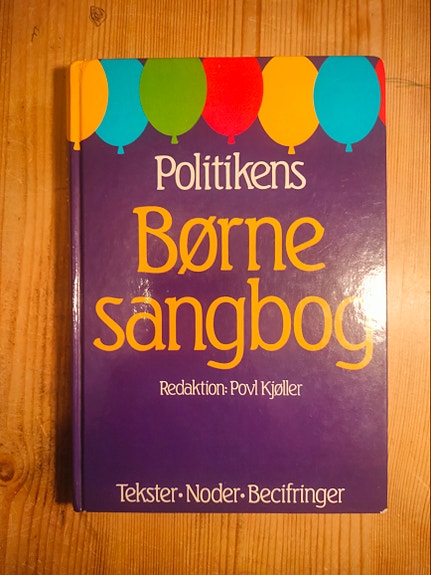 Politikens
Børne
sangbog
Redaktion: Povl Kjøller
Tekster • Noder • Becifringer